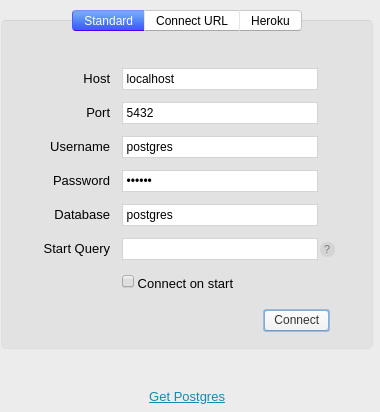 Standard Connect URL Heroku
Host localhost
Port 5432
Username postgres
Password ••••••
Database postgres
Start Query ?
Connect on start
Connect
Get Postgres